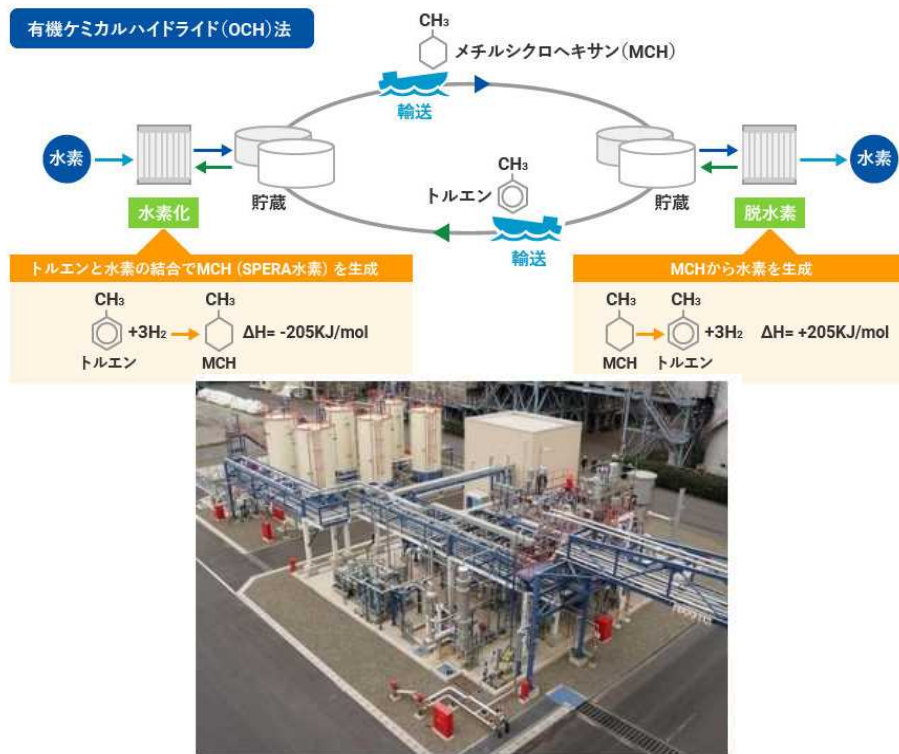 有機ケミカルハイドライド(OCH)法
CH₃
メチルシクロヘキサン(MCH)
輸送
水素
水素化
貯蔵
CH₃
トルエン
輸送
貯蔵
脱水素
水素
トルエンと水素の結合でMCH（SPERA水素）を生成
CH₃
+3H₂
トルエン
CH₃
MCH
ΔH= -205KJ/mol
MCHから水素を生成
CH₃
MCH
CH₃
トルエン
+3H₂
ΔH= +205KJ/mol